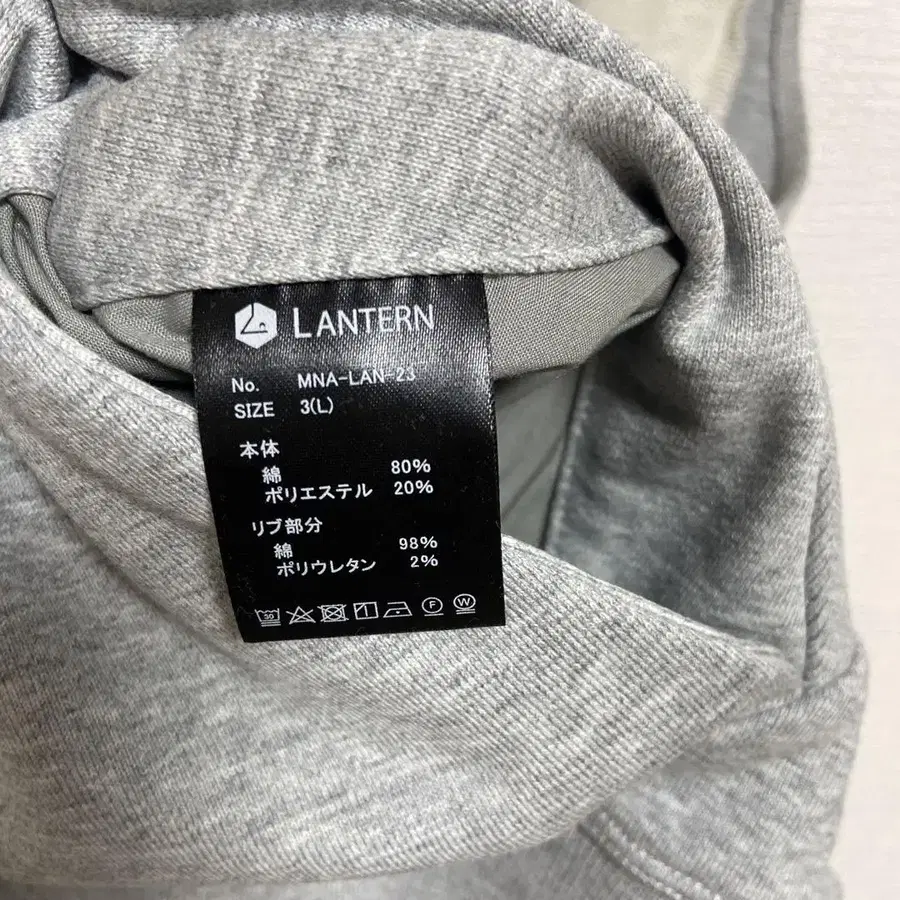 LANTERN
No. MNA-LAN-23
SIZE 3(L)
本体
綿 80%
ポリエステル 20%
リブ部分
綿 98%
ポリウレタン 2%
30 F W